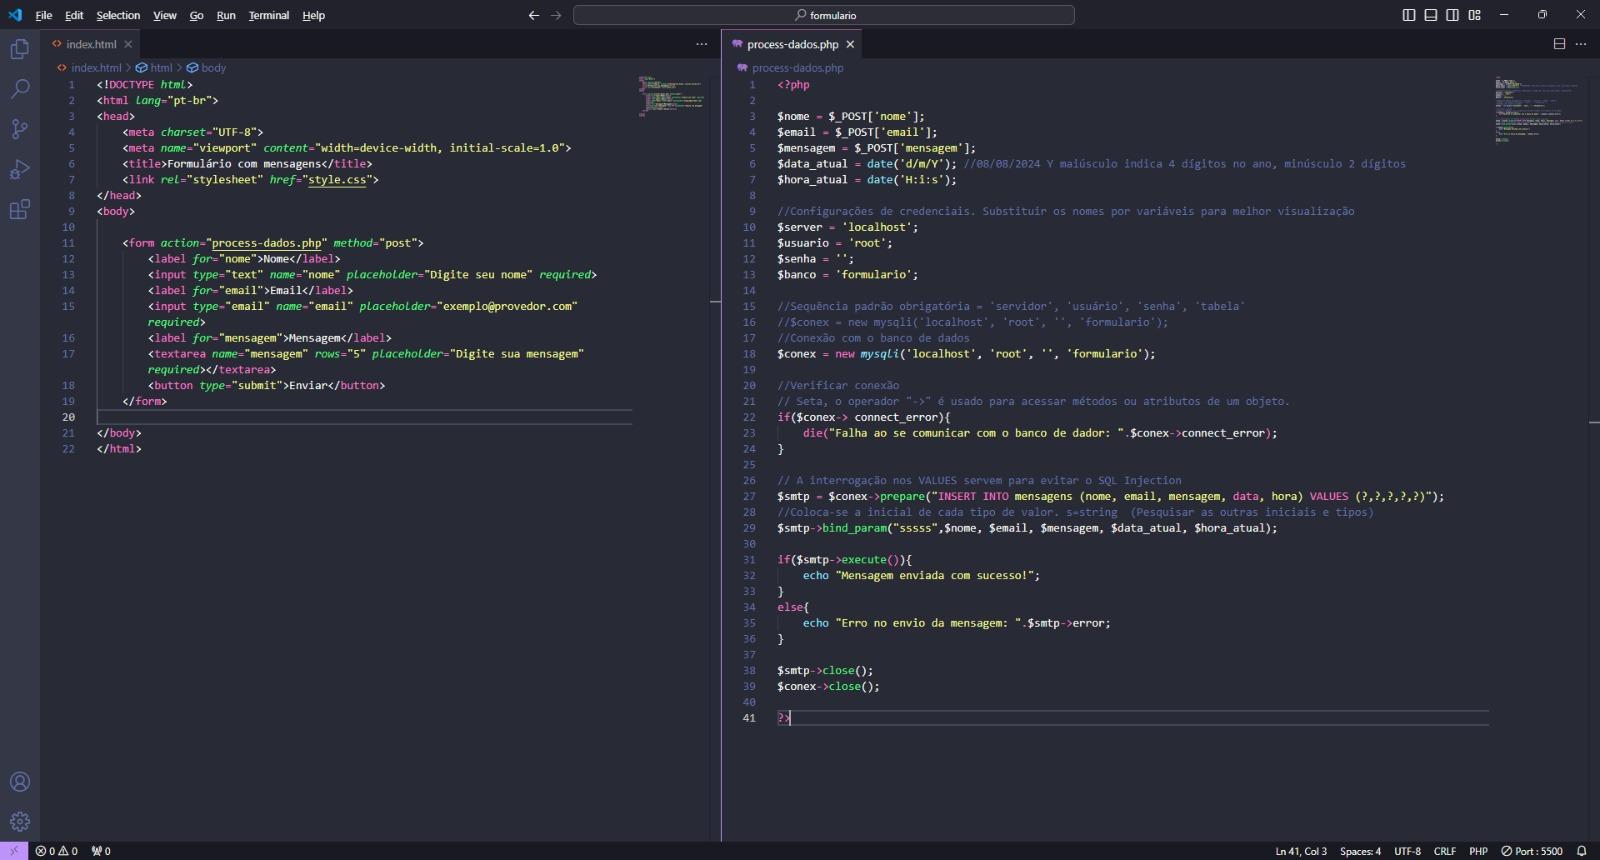 File Edit Selection View Go Run Terminal Help
formulario
index.html
index.html > html > body
1 <!DOCTYPE html>
2 <html lang="pt-br">
3 <head>
4 <meta charset="UTF-8">
5 <meta name="viewport" content="width=device-width, initial-scale=1.0">
6 <title>Formulário com mensagens</title>
7 <link rel="stylesheet" href="style.css">
8 </head>
9 <body>
10
11 <form action="process-dados.php" method="post">
12 <label for="nome">Nome</label>
13 <input type="text" name="nome" placeholder="Digite seu nome" required>
14 <label for="email">Email</label>
15 <input type="email" name="email" placeholder="exemplo@provedor.com"
required>
16 <label for="mensagem">Mensagem</label>
17 <textarea name="mensagem" rows="5" placeholder="Digite sua mensagem"
required></textarea>
18 <button type="submit">Enviar</button>
19 </form>
20
21 </body>
22 </html>
process-dados.php
process-dados.php
1 <?php
2
3 $nome = $_POST['nome'];
4 $email = $_POST['email'];
5 $mensagem = $_POST['mensagem'];
6 $data_atual = date('d/m/Y'); //08/08/2024 Y maiúsculo indica 4 dígitos no ano, minúsculo 2 dígitos
7 $hora_atual = date('H:i:s');
8
9 //Configurações de credenciais. Substituir os nomes por variáveis para melhor visualização
10 $server = 'localhost';
11 $usuario = 'root';
12 $senha = '';
13 $banco = 'formulario';
14
15 //Sequência padrão obrigatória = 'servidor', 'usuário', 'senha', 'tabela'
16 //$conex = new mysqli('localhost', 'root', '', 'formulario');
17 //Conexão com o banco de dados
18 $conex = new mysqli('localhost', 'root', '', 'formulario');
19
20 //Verificar conexão
21 // Seta, o operador "->" é usado para acessar métodos ou atributos de um objeto.
22 if($conex-> connect_error){
23 die("Falha ao se comunicar com o banco de dador: ".$conex->connect_error);
24 }
25
26 // A interrogação nos VALUES servem para evitar o SQL Injection
27 $smtp = $conex->prepare("INSERT INTO mensagens (nome, email, mensagem, data, hora) VALUES (?,?,?,?,?)");
28 //Coloca-se a inicial de cada tipo de valor. s=string (Pesquisar as outras iniciais e tipos)
29 $smtp->bind_param("sssss",$nome, $email, $mensagem, $data_atual, $hora_atual);
30
31 if($smtp->execute()){
32 echo "Mensagem enviada com sucesso!";
33 }
34 else{
35 echo "Erro no envio da mensagem: ".$smtp->error;
36 }
37
38 $smtp->close();
39 $conex->close();
40
41 ?>
0 0 0 Ln 41, Col 3 Spaces: 4 UTF-8 CRLF PHP Port : 5500